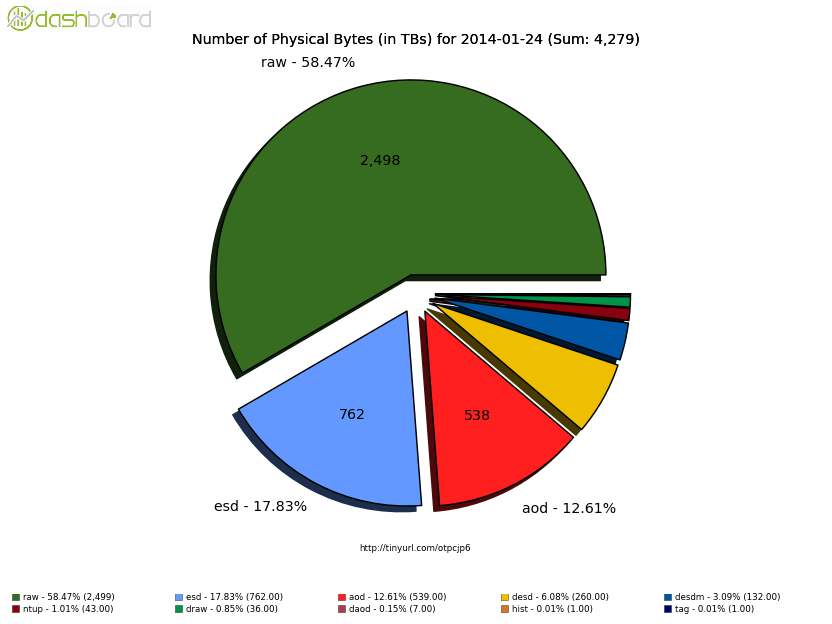 dashboard
Number of Physical Bytes (in TBs) for 2014-01-24 (Sum: 4,279)
raw - 58.47%
2,498
762
538
esd - 17.83%
aod - 12.61%
http://tinyurl.com/otpcjp6
raw - 58.47% (2,499) esd - 17.83% (762.00) aod - 12.61% (539.00) desd - 6.08% (260.00) desdm - 3.09% (132.00)
ntup - 1.01% (43.00) draw - 0.85% (36.00) daod - 0.15% (7.00) hist - 0.01% (1.00) tag - 0.01% (1.00)